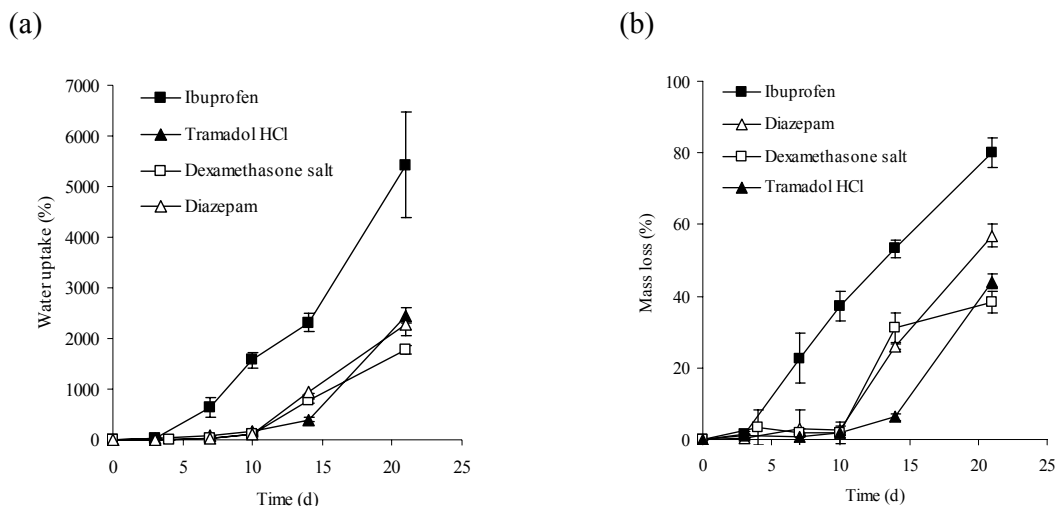 (a)
7000
6000
5000
4000
3000
2000
1000
0
Water uptake (%)
Ibuprofen
Tramadol HCl
Dexamethasone salt
Diazepam
0 5 10 15 20 25
Time (d)
(b)
100
80
60
40
20
0
Mass loss (%)
Ibuprofen
Diazepam
Dexamethasone salt
Tramadol HCl
0 5 10 15 20 25
Time (d)